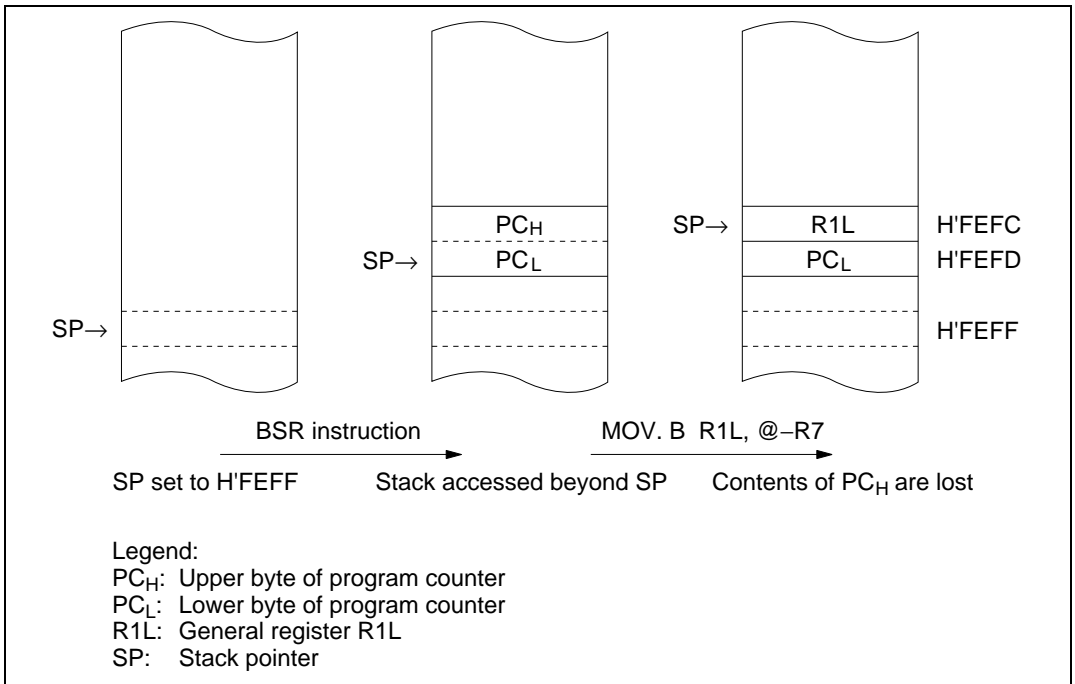 PCH
SP→ R1L H'FEFC
SP→ PCL
PCL H'FEFD
SP→
H'FEFF
BSR instruction
MOV. B R1L, @−R7
SP set to H'FEFF
Stack accessed beyond SP
Contents of PCH are lost
Legend:
PCH: Upper byte of program counter
PCL: Lower byte of program counter
R1L: General register R1L
SP: Stack pointer